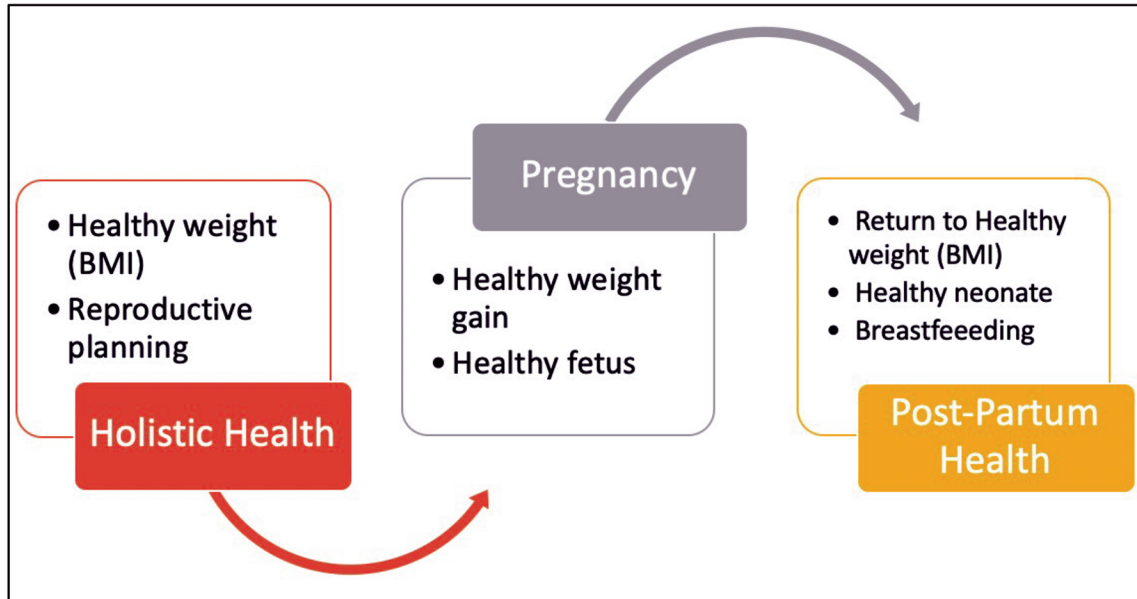 • Healthy weight
(BMI)
• Reproductive
planning
Holistic Health
Pregnancy
• Healthy weight
gain
• Healthy fetus
• Return to Healthy
weight (BMI)
• Healthy neonate
• Breastfeeeding
Post-Partum
Health